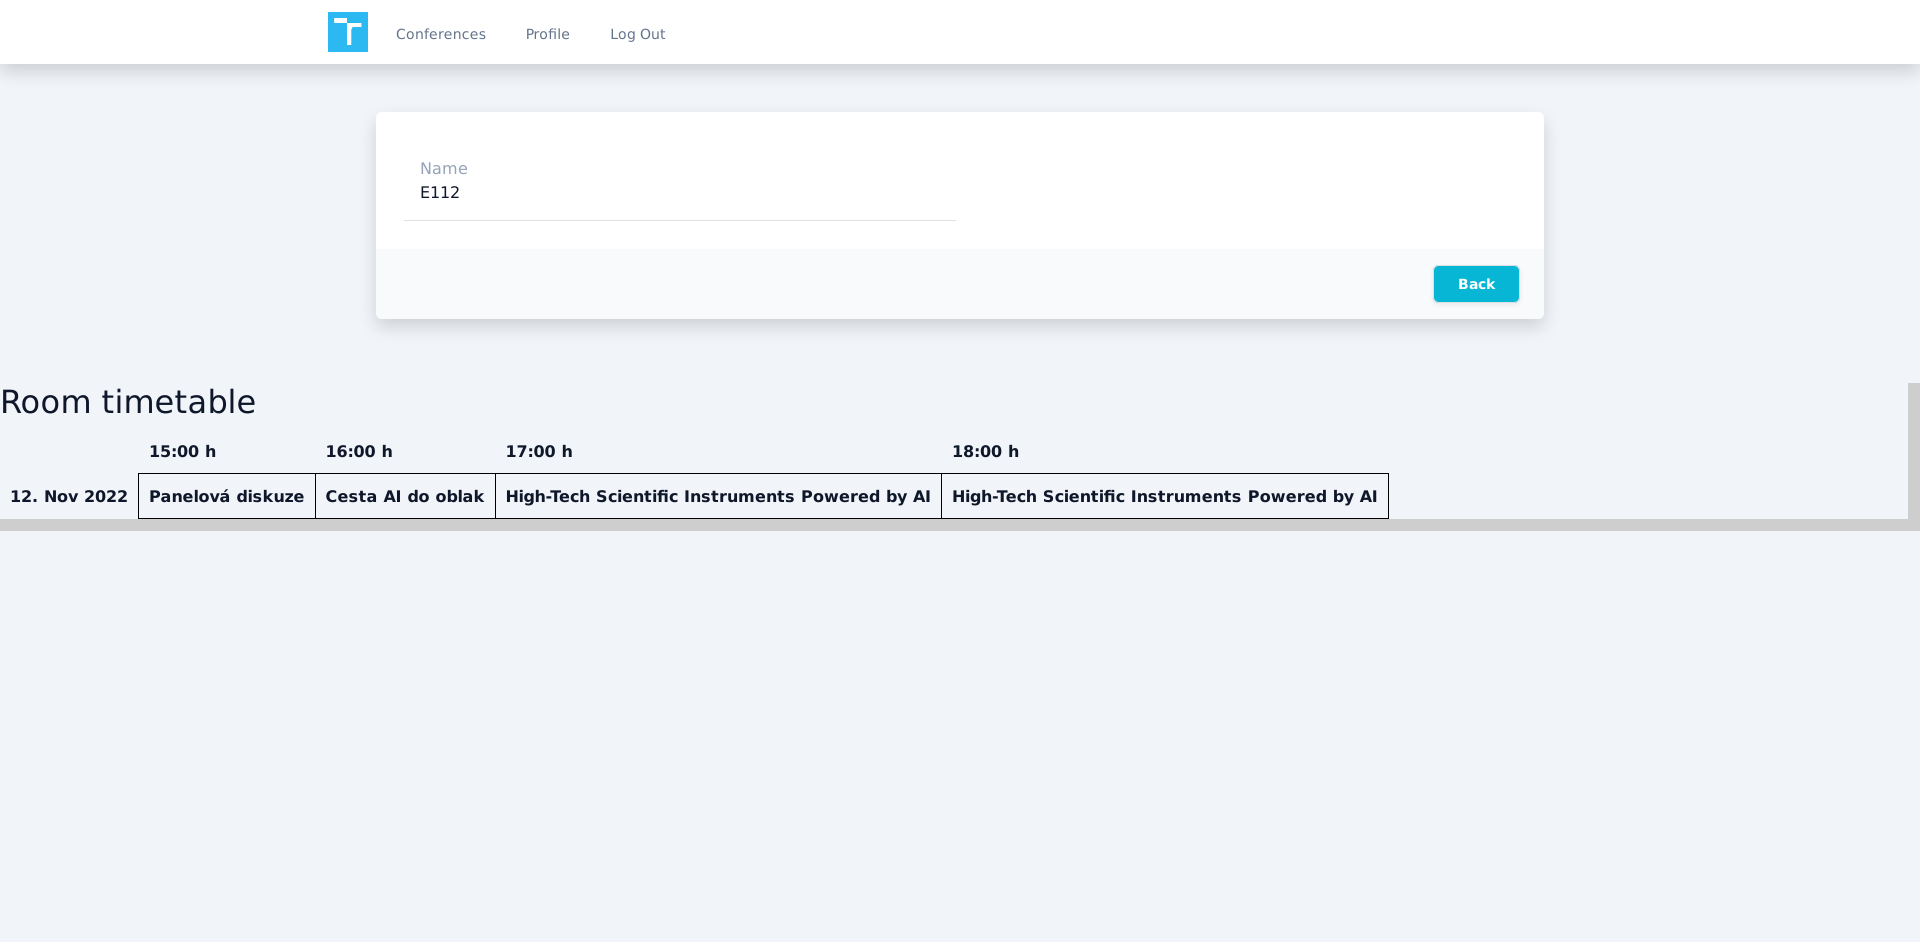 T
Conferences Profile Log Out
Name
E112
Back
Room timetable
15:00 h 16:00 h 17:00 h 18:00 h
12. Nov 2022 Panelová diskuze Cesta AI do oblak High-Tech Scientific Instruments Powered by AI High-Tech Scientific Instruments Powered by AI